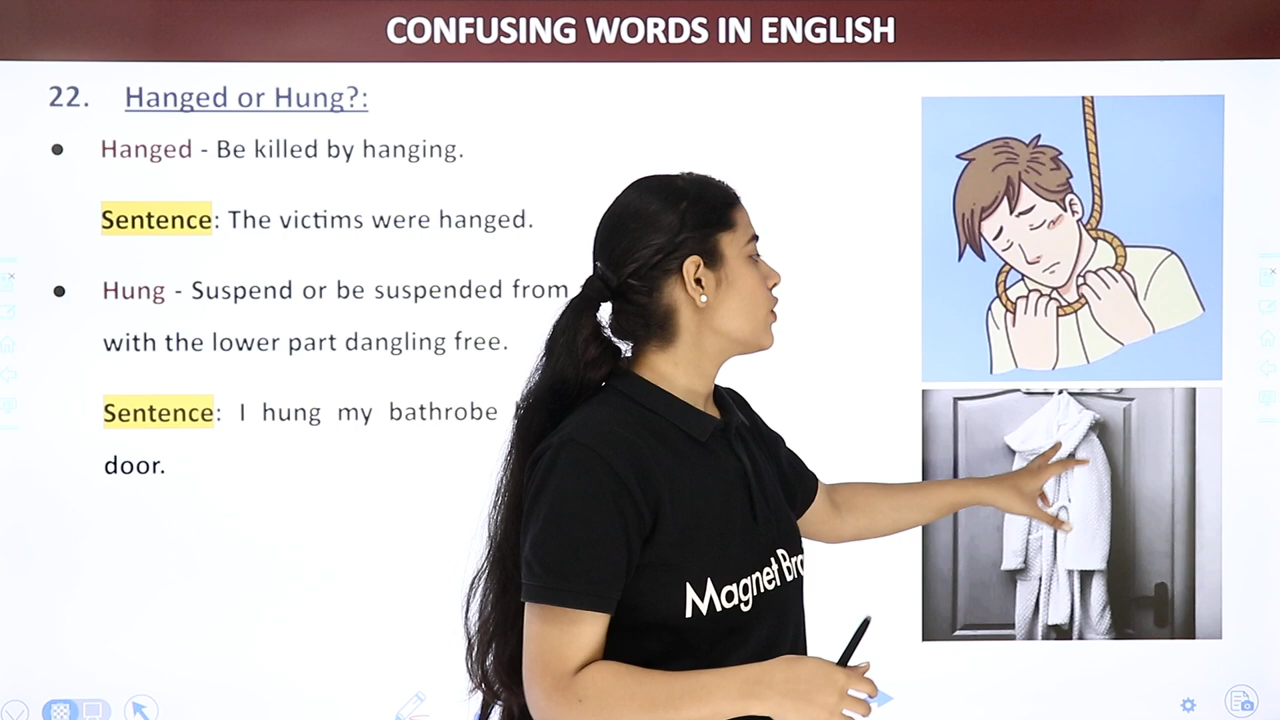 CONFUSING WORDS IN ENGLISH
22. Hanged or Hung?:
● Hanged - Be killed by hanging.
Sentence: The victims were hanged.
● Hung - Suspend or be suspended from
with the lower part dangling free.
Sentence: I hung my bathrobe
door.
Magnet